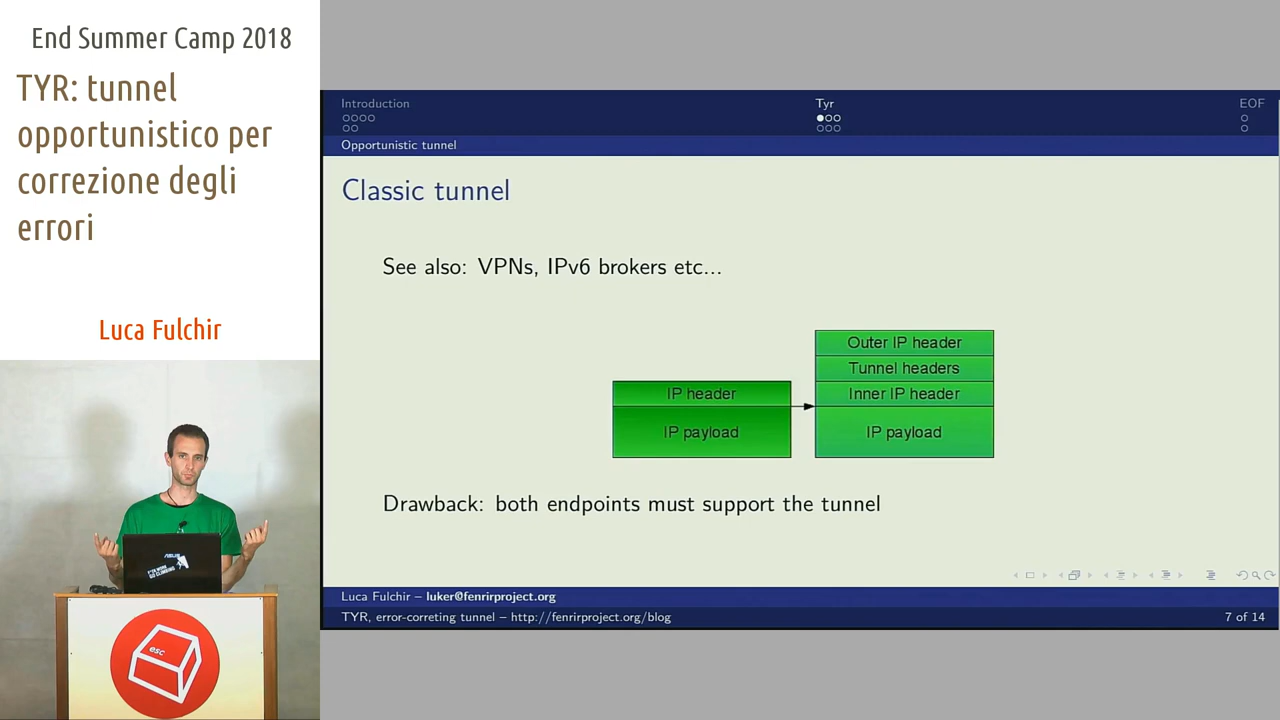 End Summer Camp 2018
TYR: tunnel
opportunistico per
correzione degli
errori
Luca Fulchir
Introduction
Tyr
EOF
Opportunistic tunnel
Classic tunnel
See also: VPNs, IPv6 brokers etc...
Outer IP header
Tunnel headers
IP header
Inner IP header
IP payload
IP payload
Drawback: both endpoints must support the tunnel
Luca Fulchir – luker@fenrirproject.org
TYR, error-correting tunnel – http://fenrirproject.org/blog
7 of 14
esc
GO CLIMBING